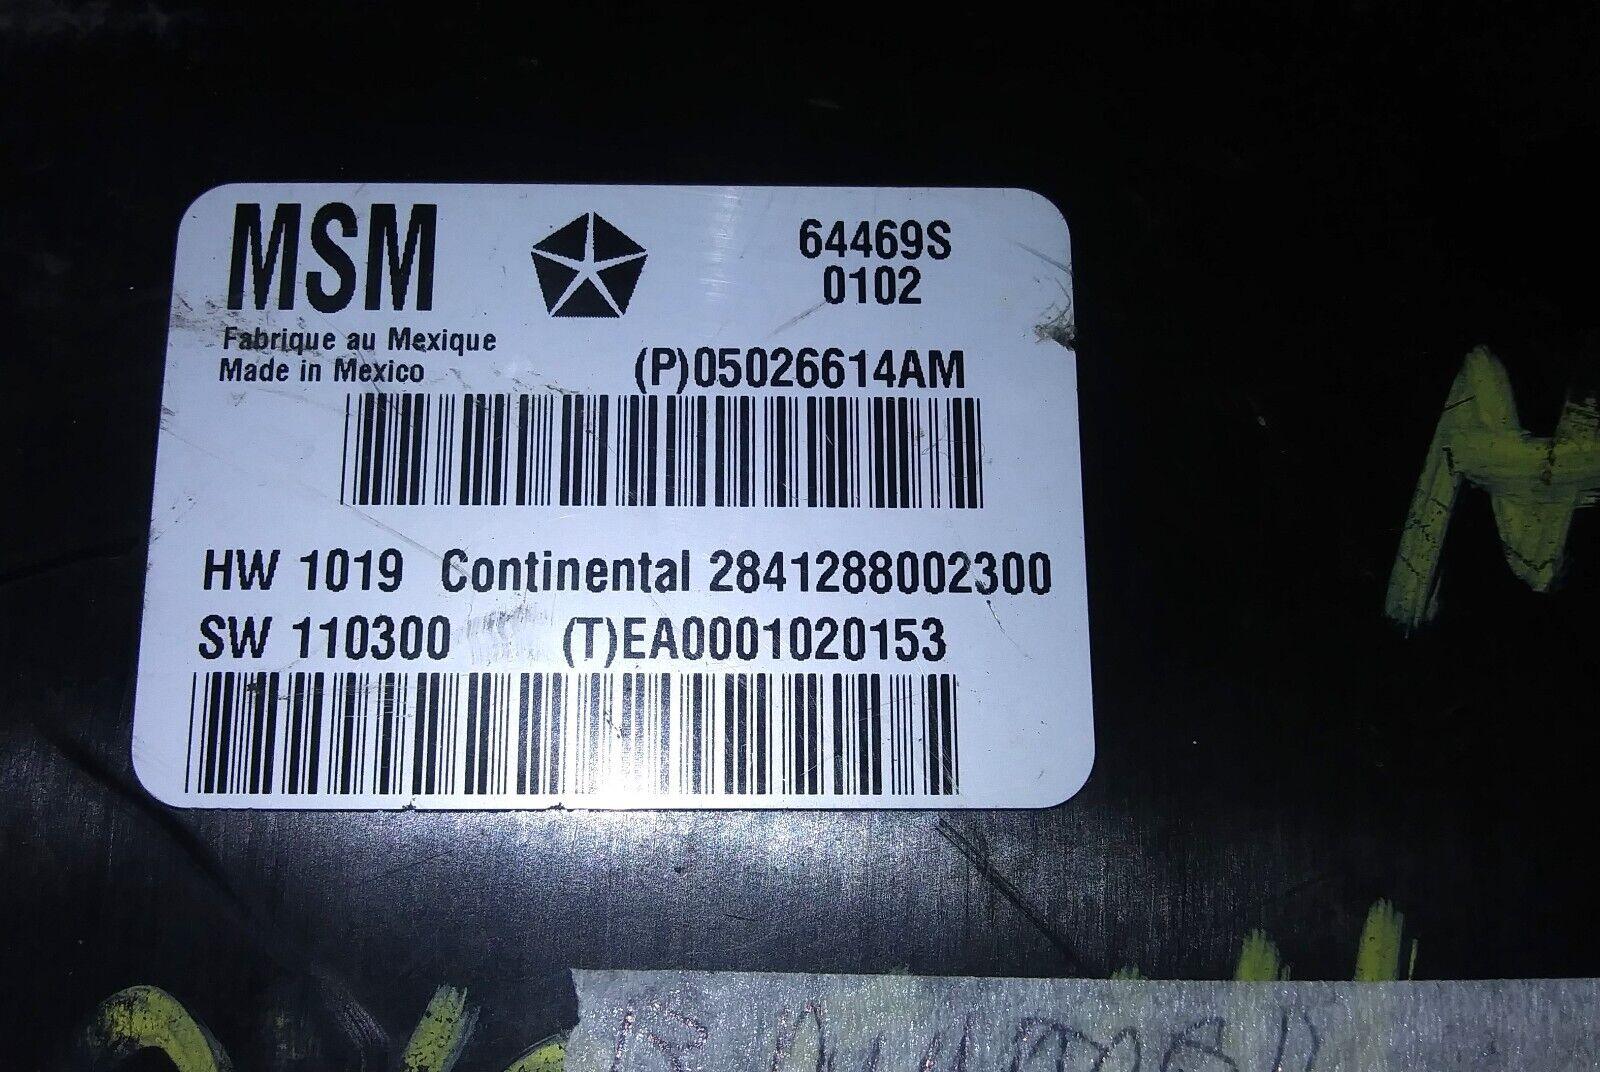 MSM
64469S
0102
Fabrique au Mexique
Made in Mexico
(P)05026614AM
HW 1019 Continental 2841288002300
SW 110300 (T)EA0001020153